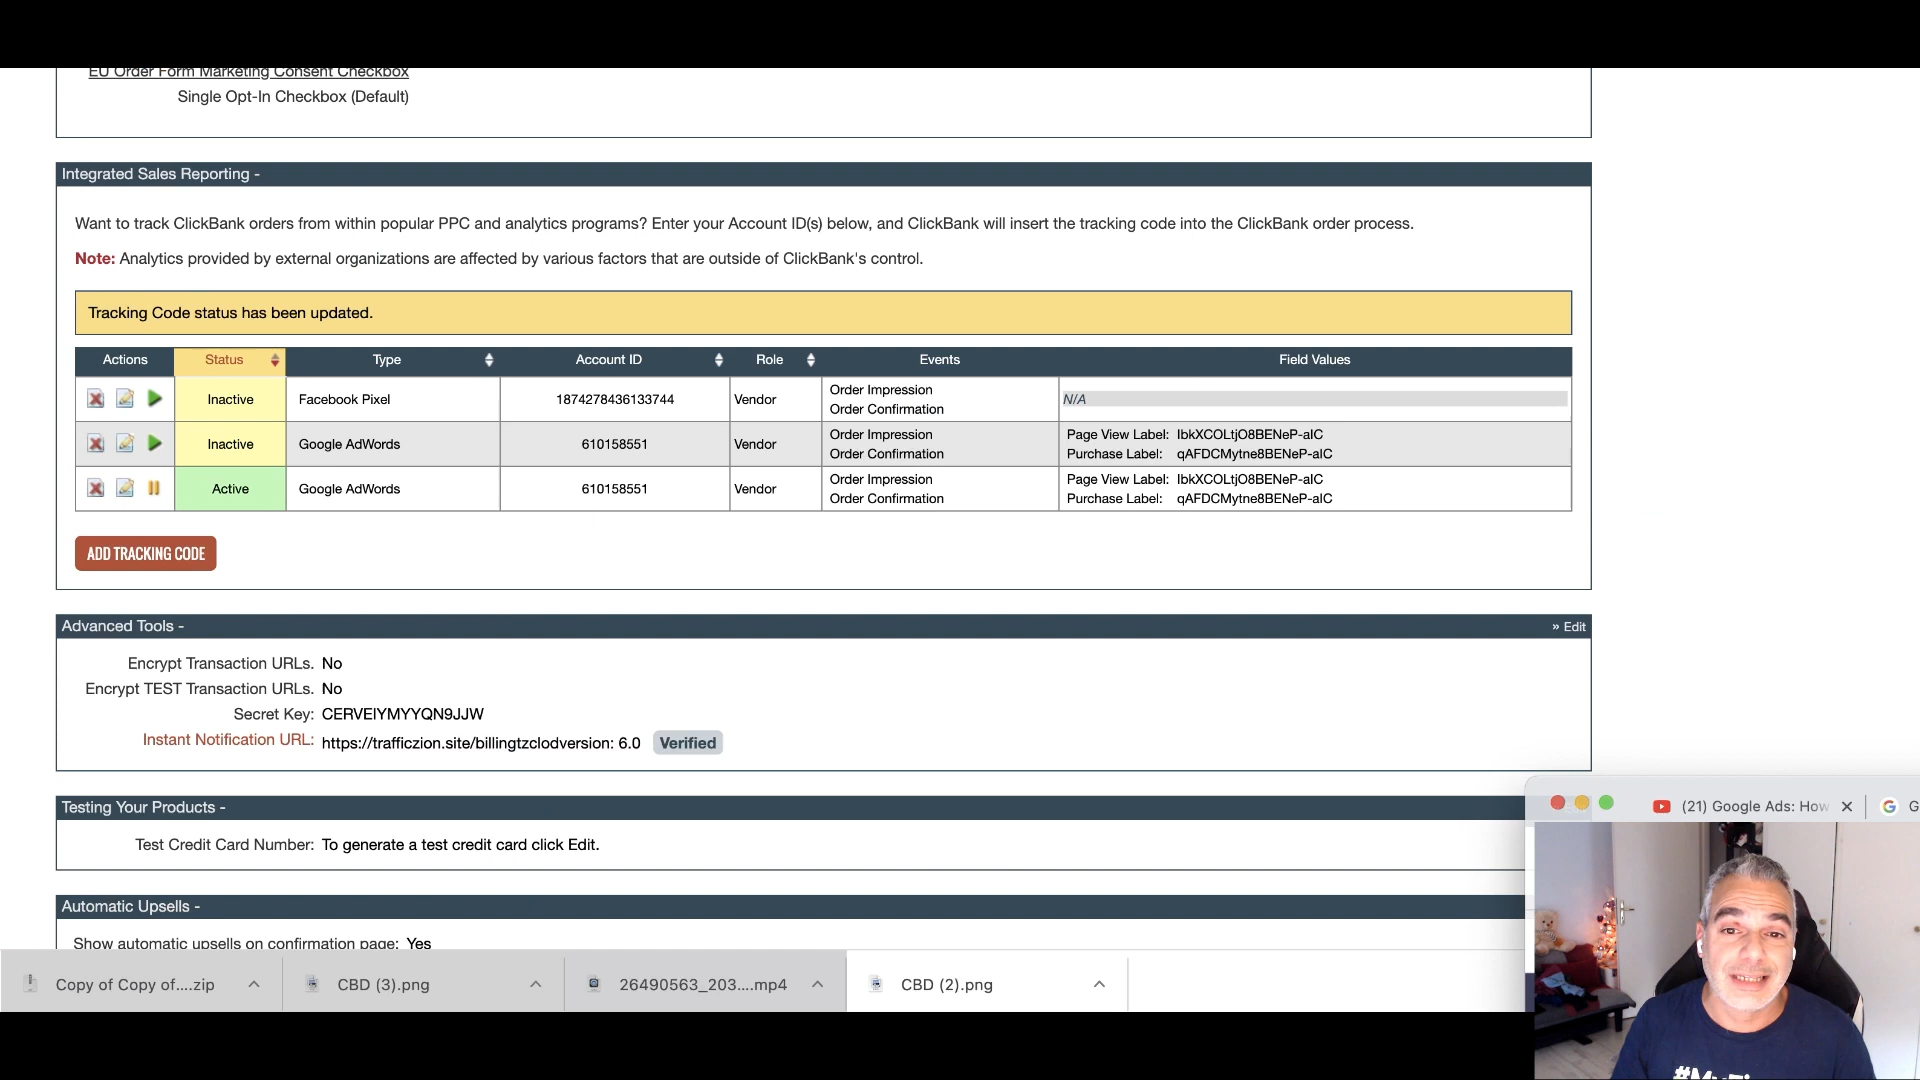 EU Order Form Marketing Consent Checkbox
Single Opt-In Checkbox (Default)
Integrated Sales Reporting -
Want to track ClickBank orders from within popular PPC and analytics programs? Enter your Account ID(s) below, and ClickBank will insert the tracking code into the ClickBank order process.
Note: Analytics provided by external organizations are affected by various factors that are outside of ClickBank's control.
Tracking Code status has been updated.
Actions Status Type Account ID Role Events Field Values
Inactive Facebook Pixel 1874278436133744 Vendor Order Impression N/A
Order Confirmation
Inactive Google AdWords 610158551 Vendor Order Impression Page View Label: IbkXCOLtjO8BENeP-aIC
Order Confirmation Purchase Label: qAFDCMytne8BENeP-aIC
Active Google AdWords 610158551 Vendor Order Impression Page View Label: IbkXCOLtjO8BENeP-aIC
Order Confirmation Purchase Label: qAFDCMytne8BENeP-aIC
ADD TRACKING CODE
Advanced Tools - » Edit
Encrypt Transaction URLs. No
Encrypt TEST Transaction URLs. No
Secret Key: CERVEIYMYYQN9JJW
Instant Notification URL: https://trafficzion.site/billingtzclodversion: 6.0 Verified
Testing Your Products -
Test Credit Card Number: To generate a test credit card click Edit.
(21) Google Ads: How G
Automatic Upsells -
Show automatic upsells on confirmation page: Yes
Copy of Copy of....zip CBD (3).png 26490563_203....mp4 CBD (2).png